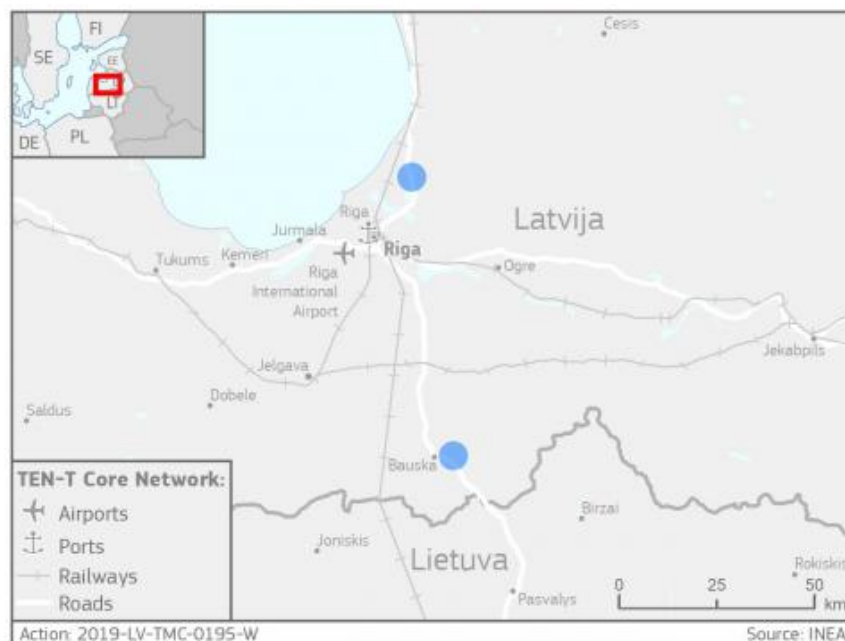 FI
SE
EE
LT
DE
PL
Cesis
Latvija
Riga
Jurmala
Riga
Kemeri
Tukums
Riga
International
Airport
Ogre
Jekabpils
Jelgava
Dobele
Saldus
Bauska
TEN-T Core Network:
Airports
Ports
Railways
Roads
Birzai
Joniskis
Lietuva
Rokiskis
Pasvalys
0 25 50
km
Action: 2019-LV-TMC-0195-W
Source: INEA